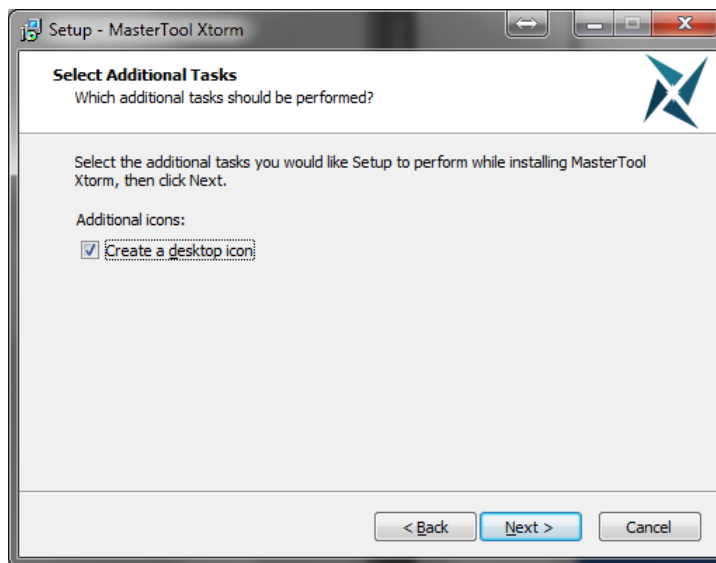 Setup - MasterTool Xtorm
Select Additional Tasks
Which additional tasks should be performed?
Select the additional tasks you would like Setup to perform while installing MasterTool
Xtorm, then click Next.
Additional icons:
Create a desktop icon
< Back
Next >
Cancel